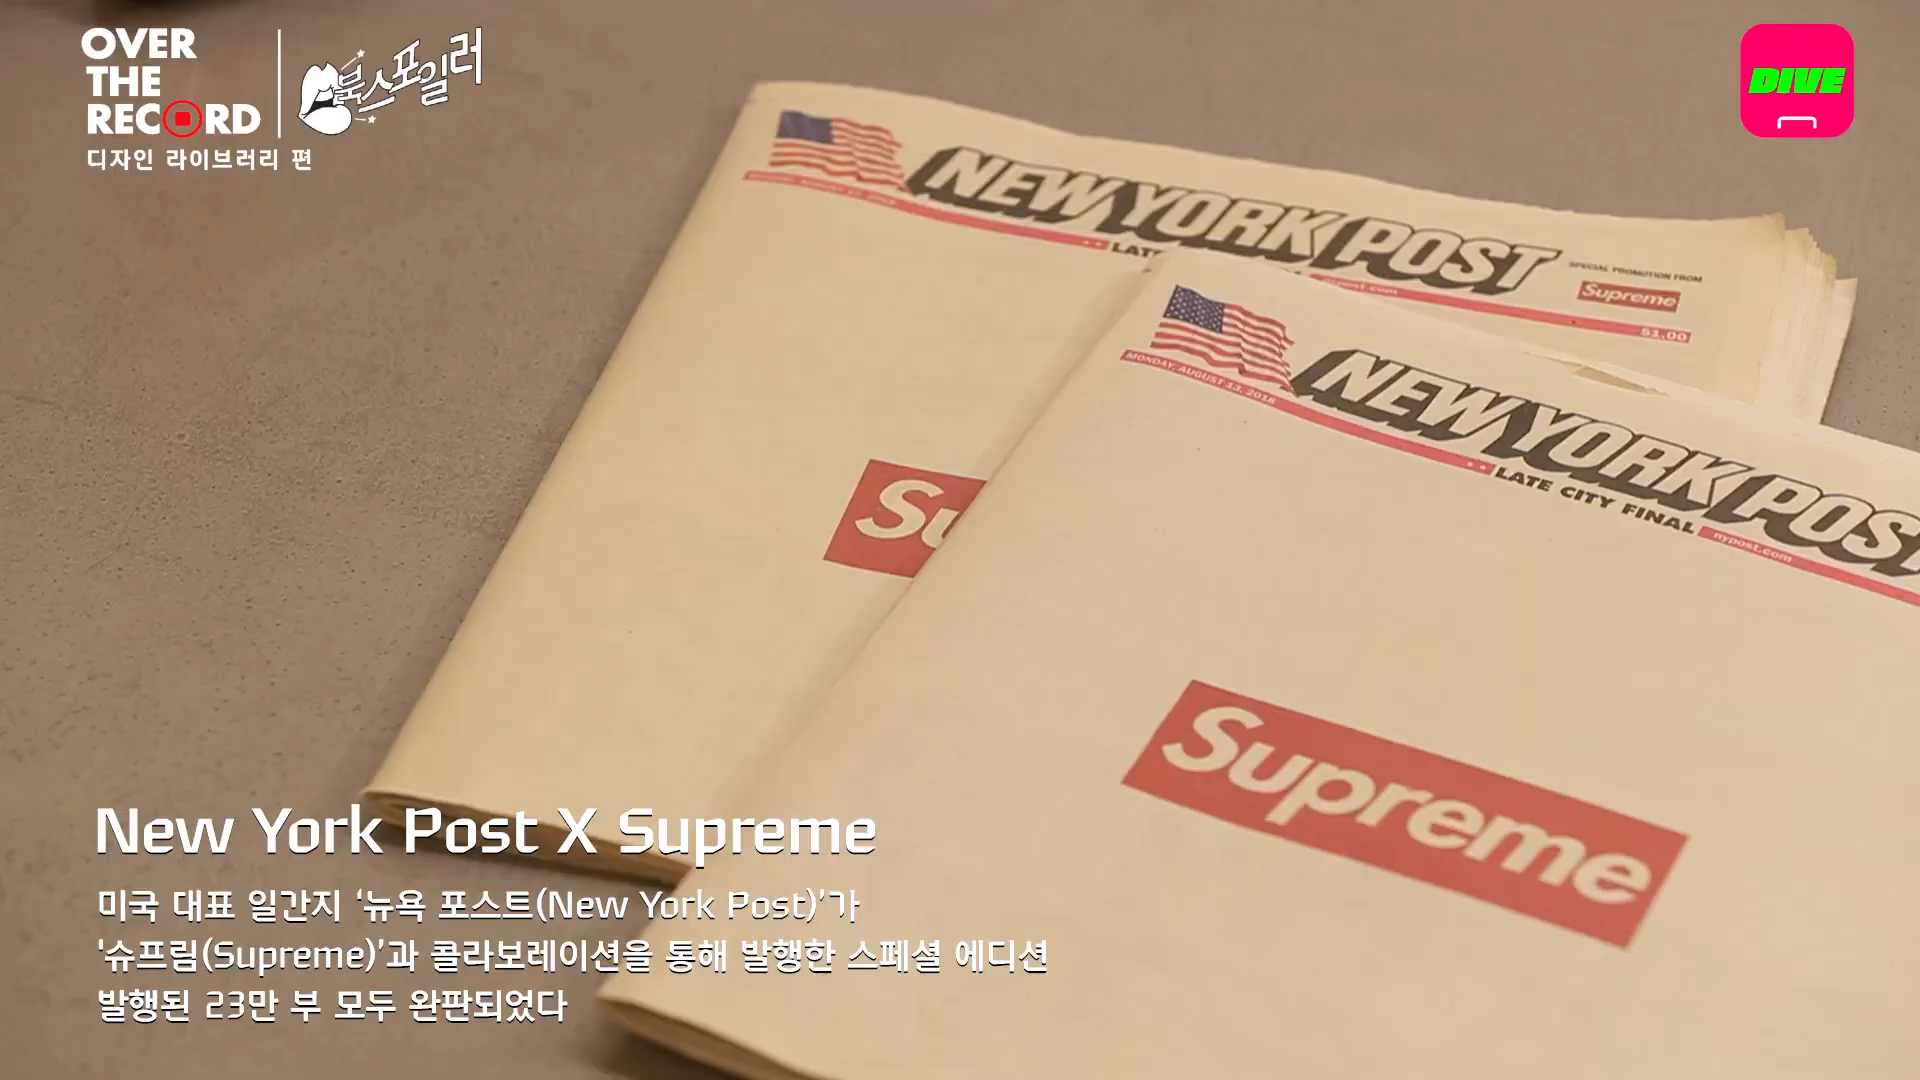 OVER
THE
RECORD
북스포일러
디자인 라이브러리 편
DIVE
NEW YORK POST
LATE
SPECIAL PROMOTION FROM
Supreme
$1.00
Su
MONDAY, AUGUST 13, 2018
NEW YORK POS
LATE CITY FINAL
nypost.com
Supreme
New York Post X Supreme
미국 대표 일간지 ‘뉴욕 포스트(New York Post)’가
'슈프림(Supreme)’과 콜라보레이션을 통해 발행한 스페셜 에디션
발행된 23만 부 모두 완판되었다